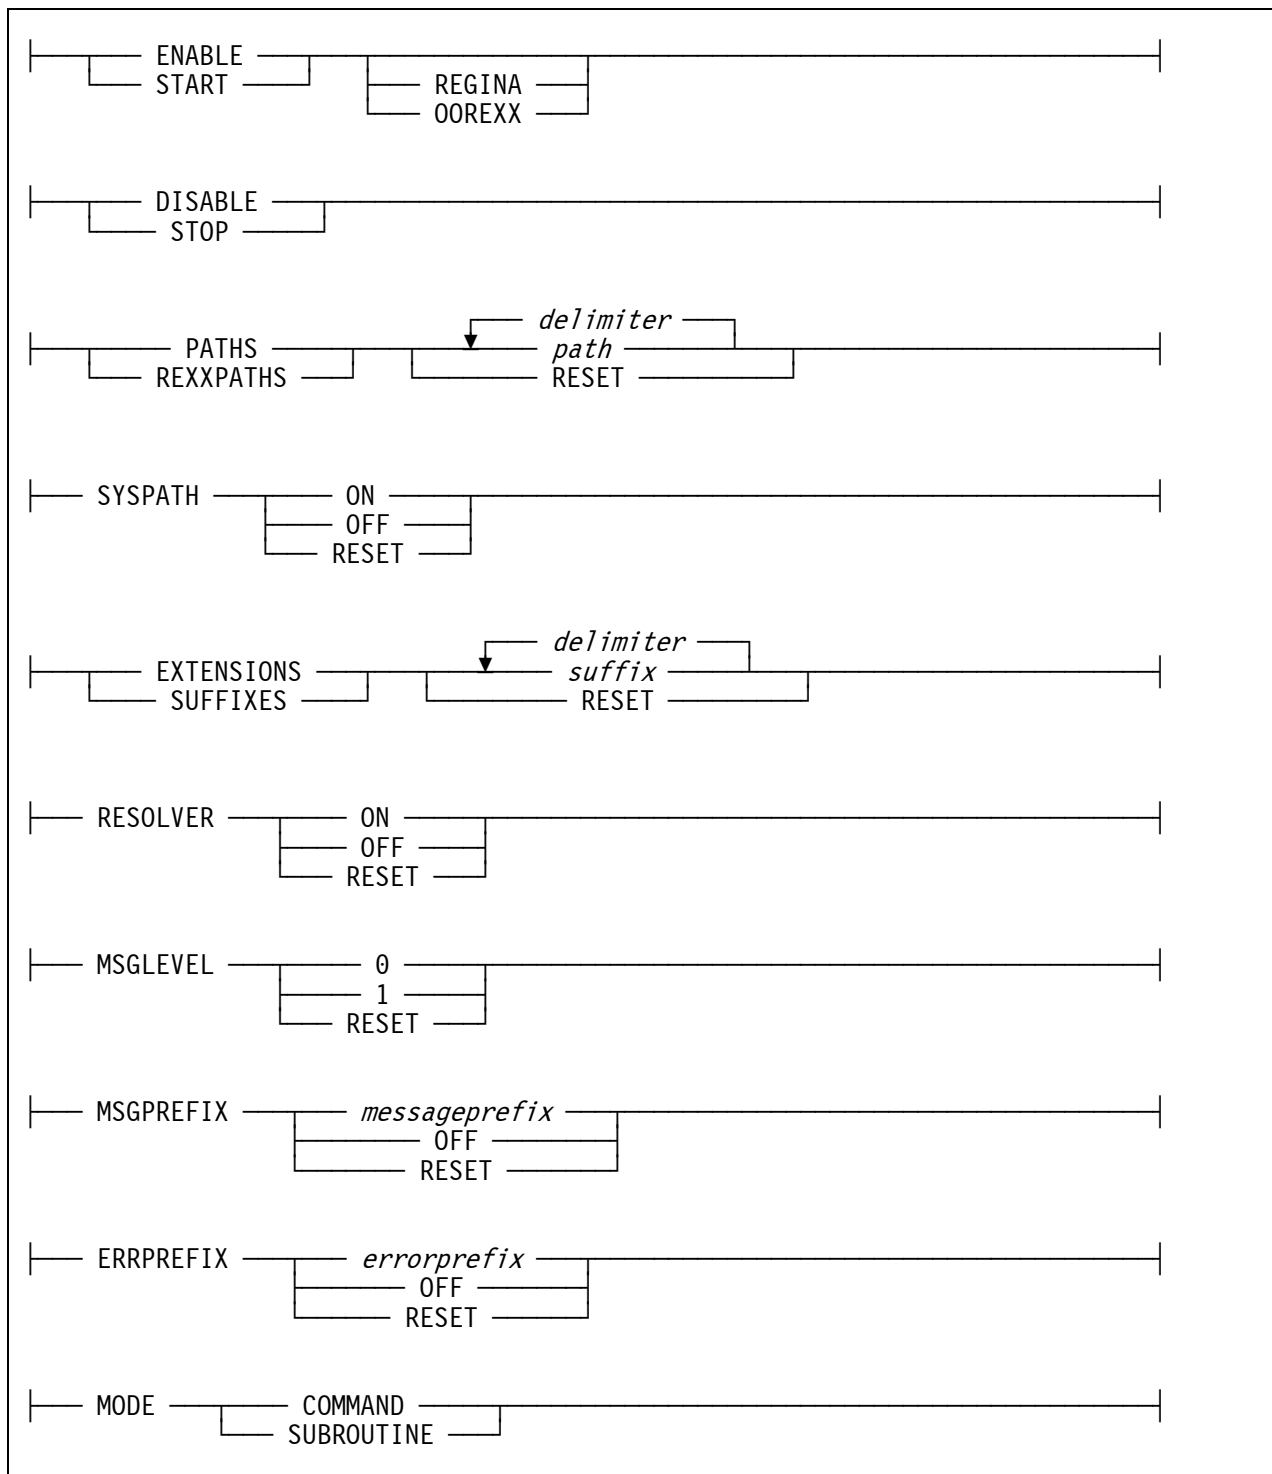 ENABLE
START REGINA
OOREXX
DISABLE
STOP
delimiter
PATHS path
REXXPATHS RESET
SYSPATH ON
OFF
RESET
delimiter
EXTENSIONS suffix
SUFFIXES RESET
RESOLVER ON
OFF
RESET
MSGLEVEL 0
1
RESET
MSGPREFIX messageprefix
OFF
RESET
ERRPREFIX errorprefix
OFF
RESET
MODE COMMAND
SUBROUTINE